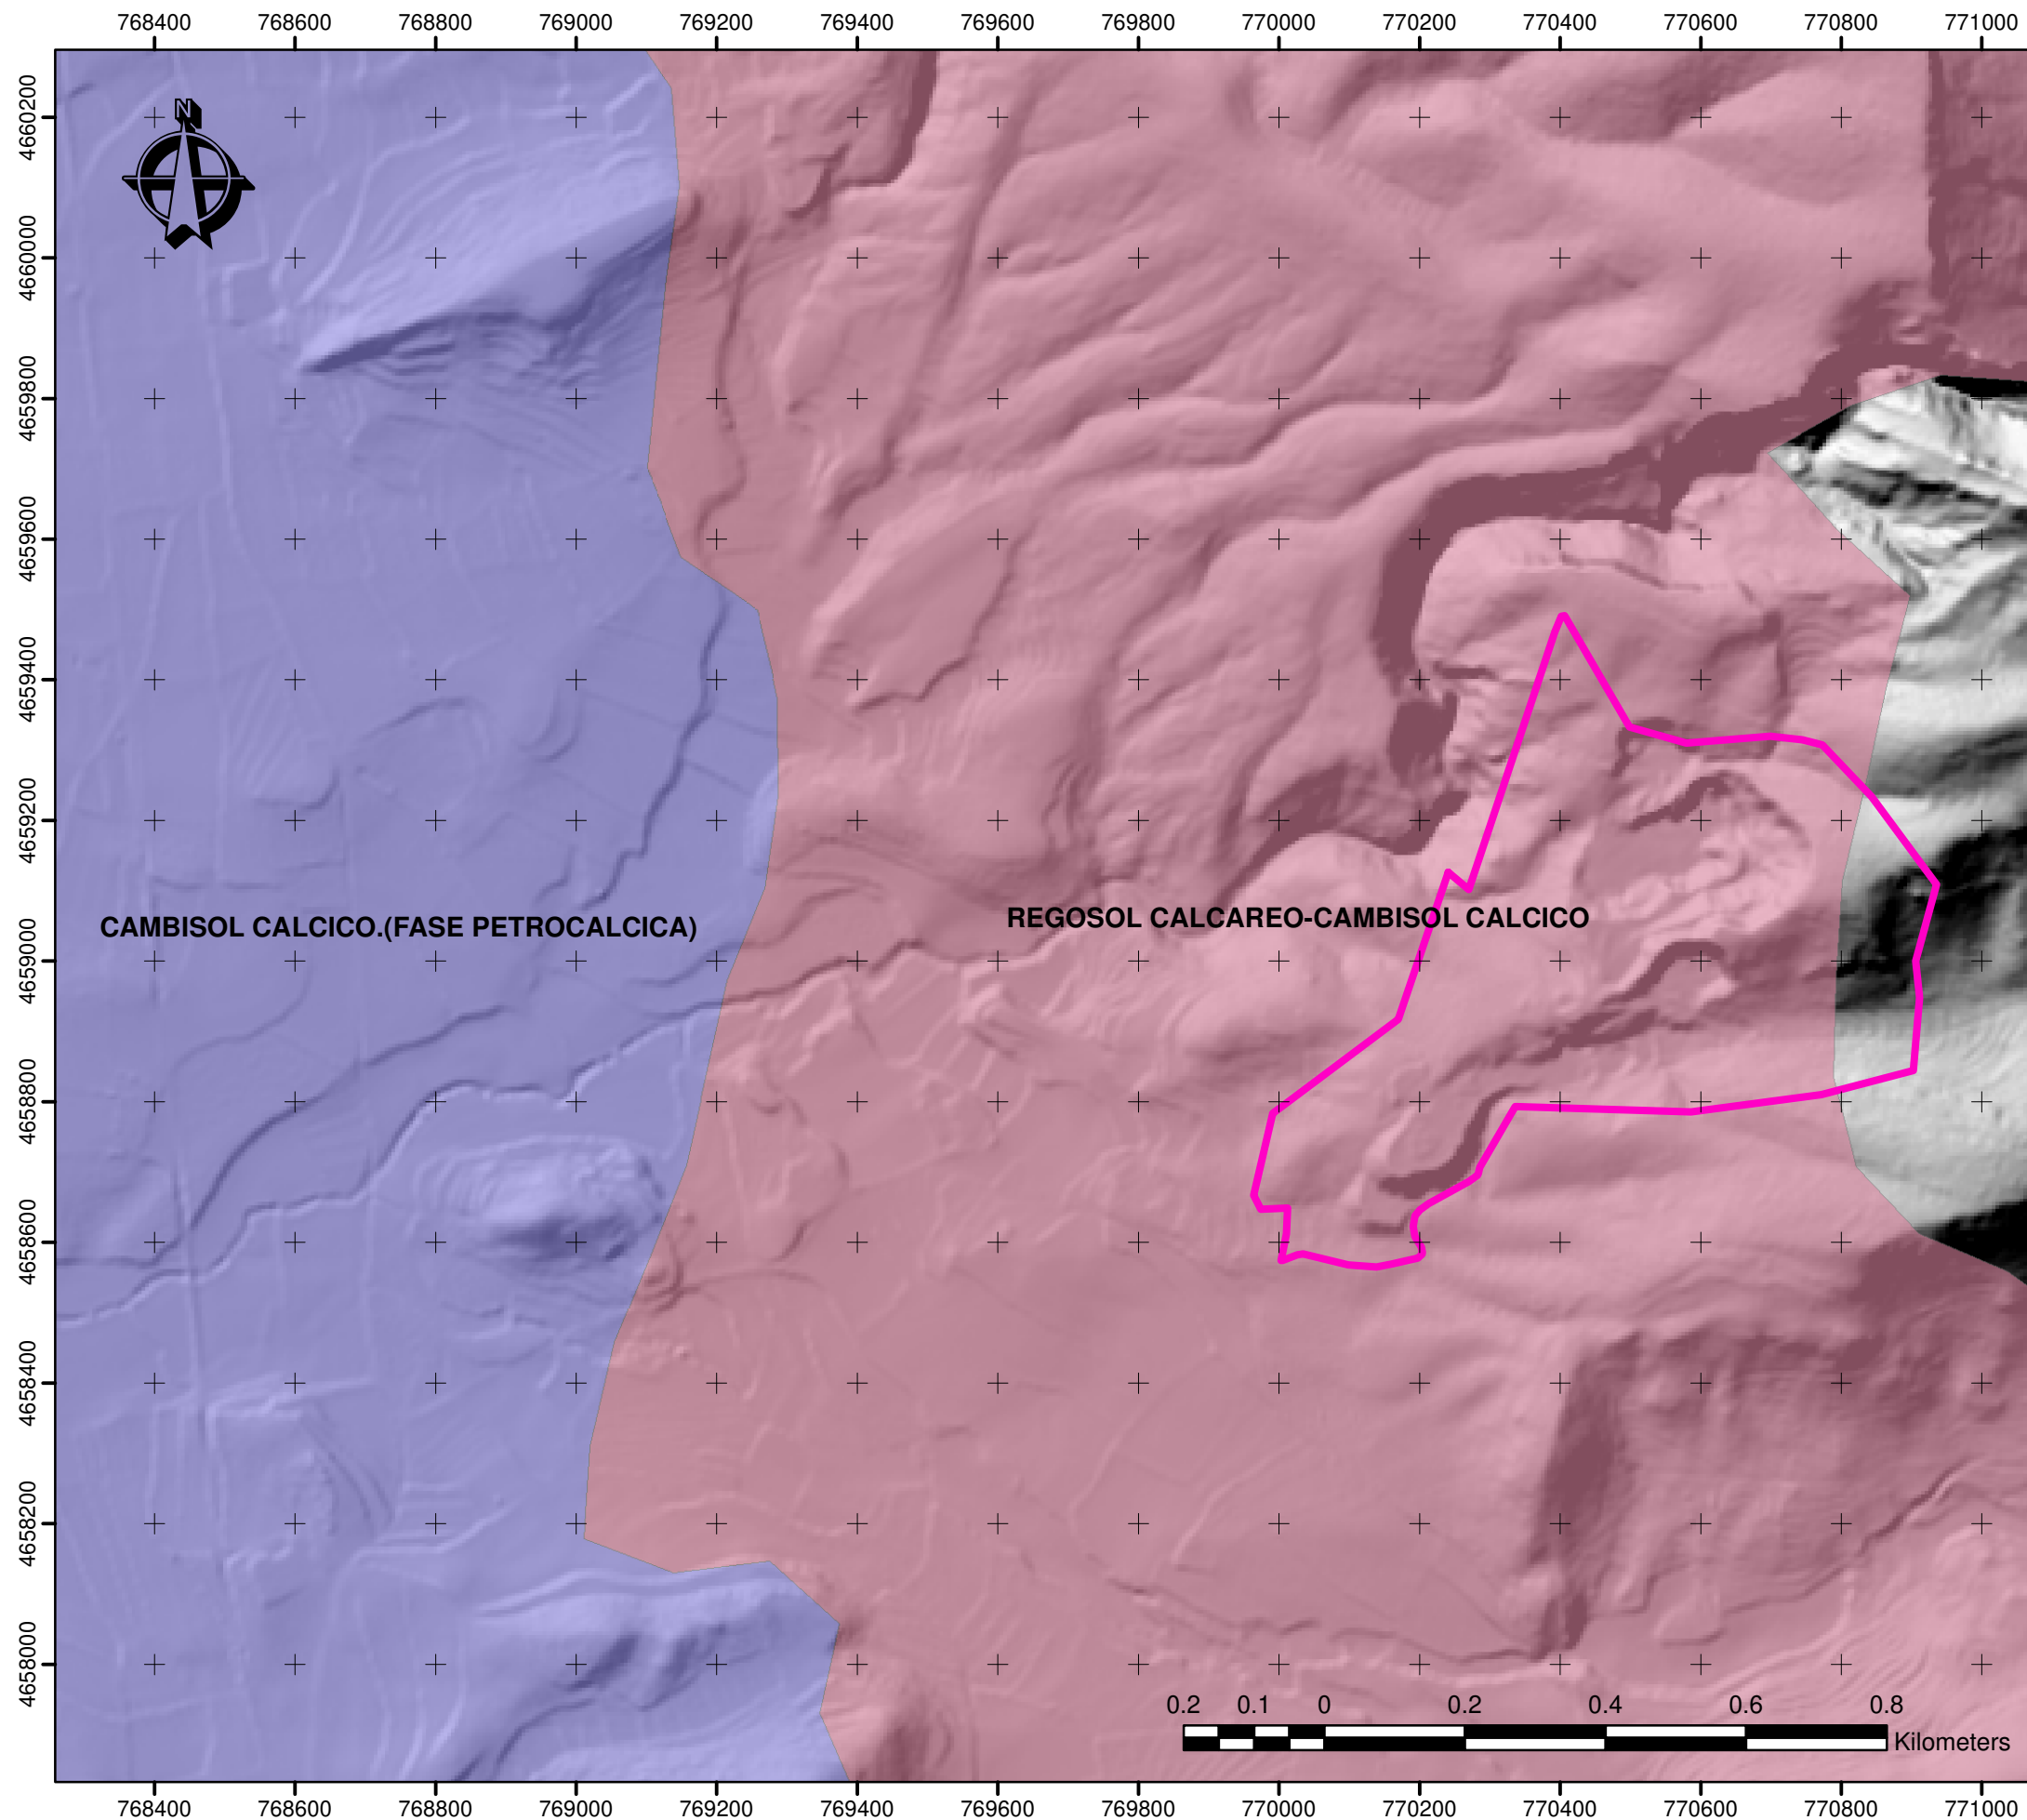 768400 768600 768800 769000 769200 769400 769600 769800 770000 770200 770400 770600 770800 771000
4660200
4660000
4659800
4659600
4659400
4659200
4659000
4658800
4658600
4658400
4658200
4658000
N
CAMBISOL CALCICO.(FASE PETROCALCICA)
REGOSOL CALCAREO-CAMBISOL CALCICO
0.2 0.1 0 0.2 0.4 0.6 0.8
Kilometers
768400 768600 768800 769000 769200 769400 769600 769800 770000 770200 770400 770600 770800 771000